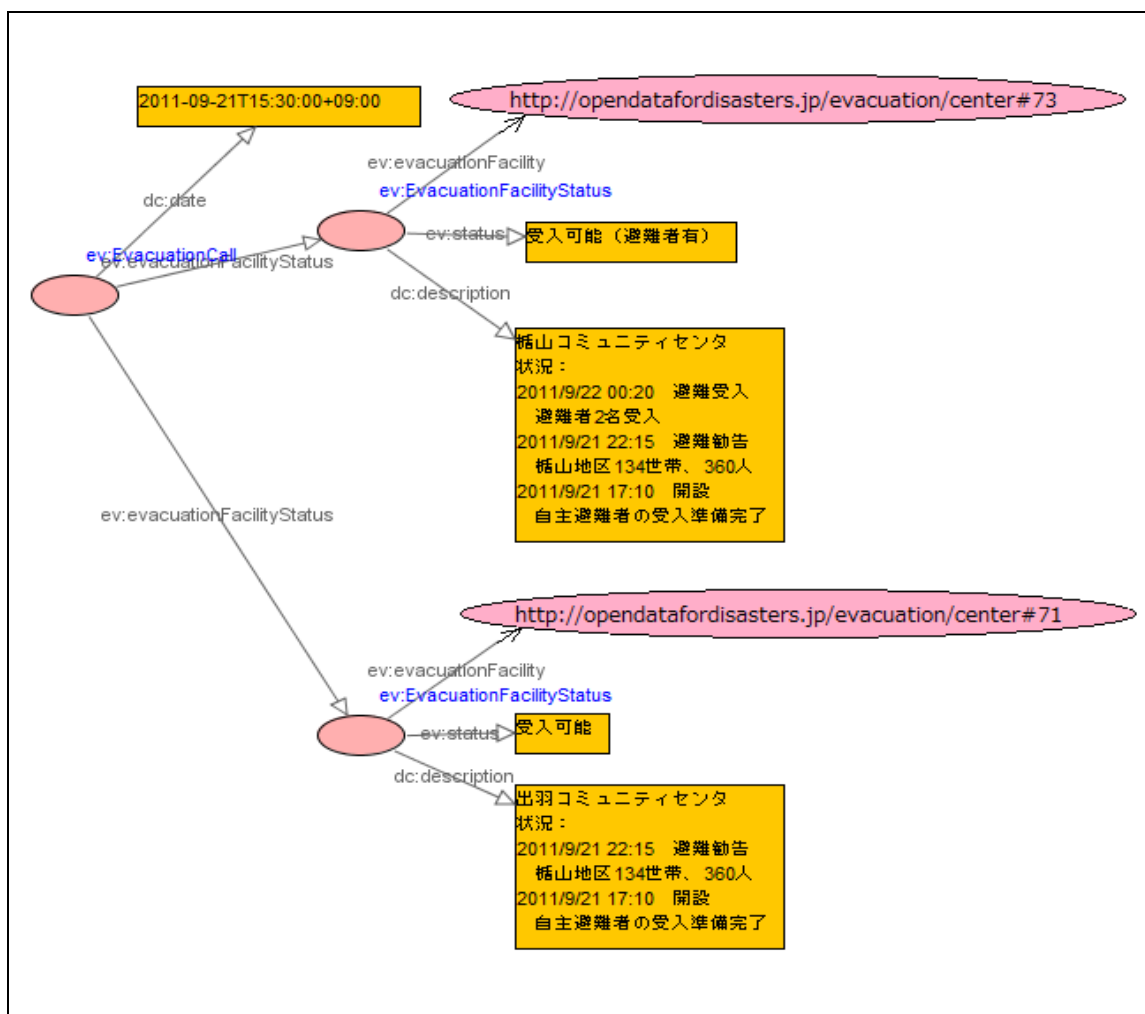 2011-09-21T15:30:00+09:00
http://opendatafordisasters.jp/evacuation/center#73
ev:evacuationFacility
ev:EvacuationFacilityStatus
dc:date
ev:status
受入可能（避難者有）
ev:EvacuationCall
ev:evacuationFacilityStatus
dc:description
楯山コミュニティセンタ
状況：
2011/9/22 00:20　避難受入
　避難者2名受入
2011/9/21 22:15　避難勧告
　楯山地区134世帯、360人
2011/9/21 17:10　開設
　自主避難者の受入準備完了
ev:evacuationFacilityStatus
http://opendatafordisasters.jp/evacuation/center#71
ev:evacuationFacility
ev:EvacuationFacilityStatus
ev:status
受入可能
dc:description
出羽コミュニティセンタ
状況：
2011/9/21 22:15　避難勧告
　楯山地区134世帯、360人
2011/9/21 17:10　開設
　自主避難者の受入準備完了